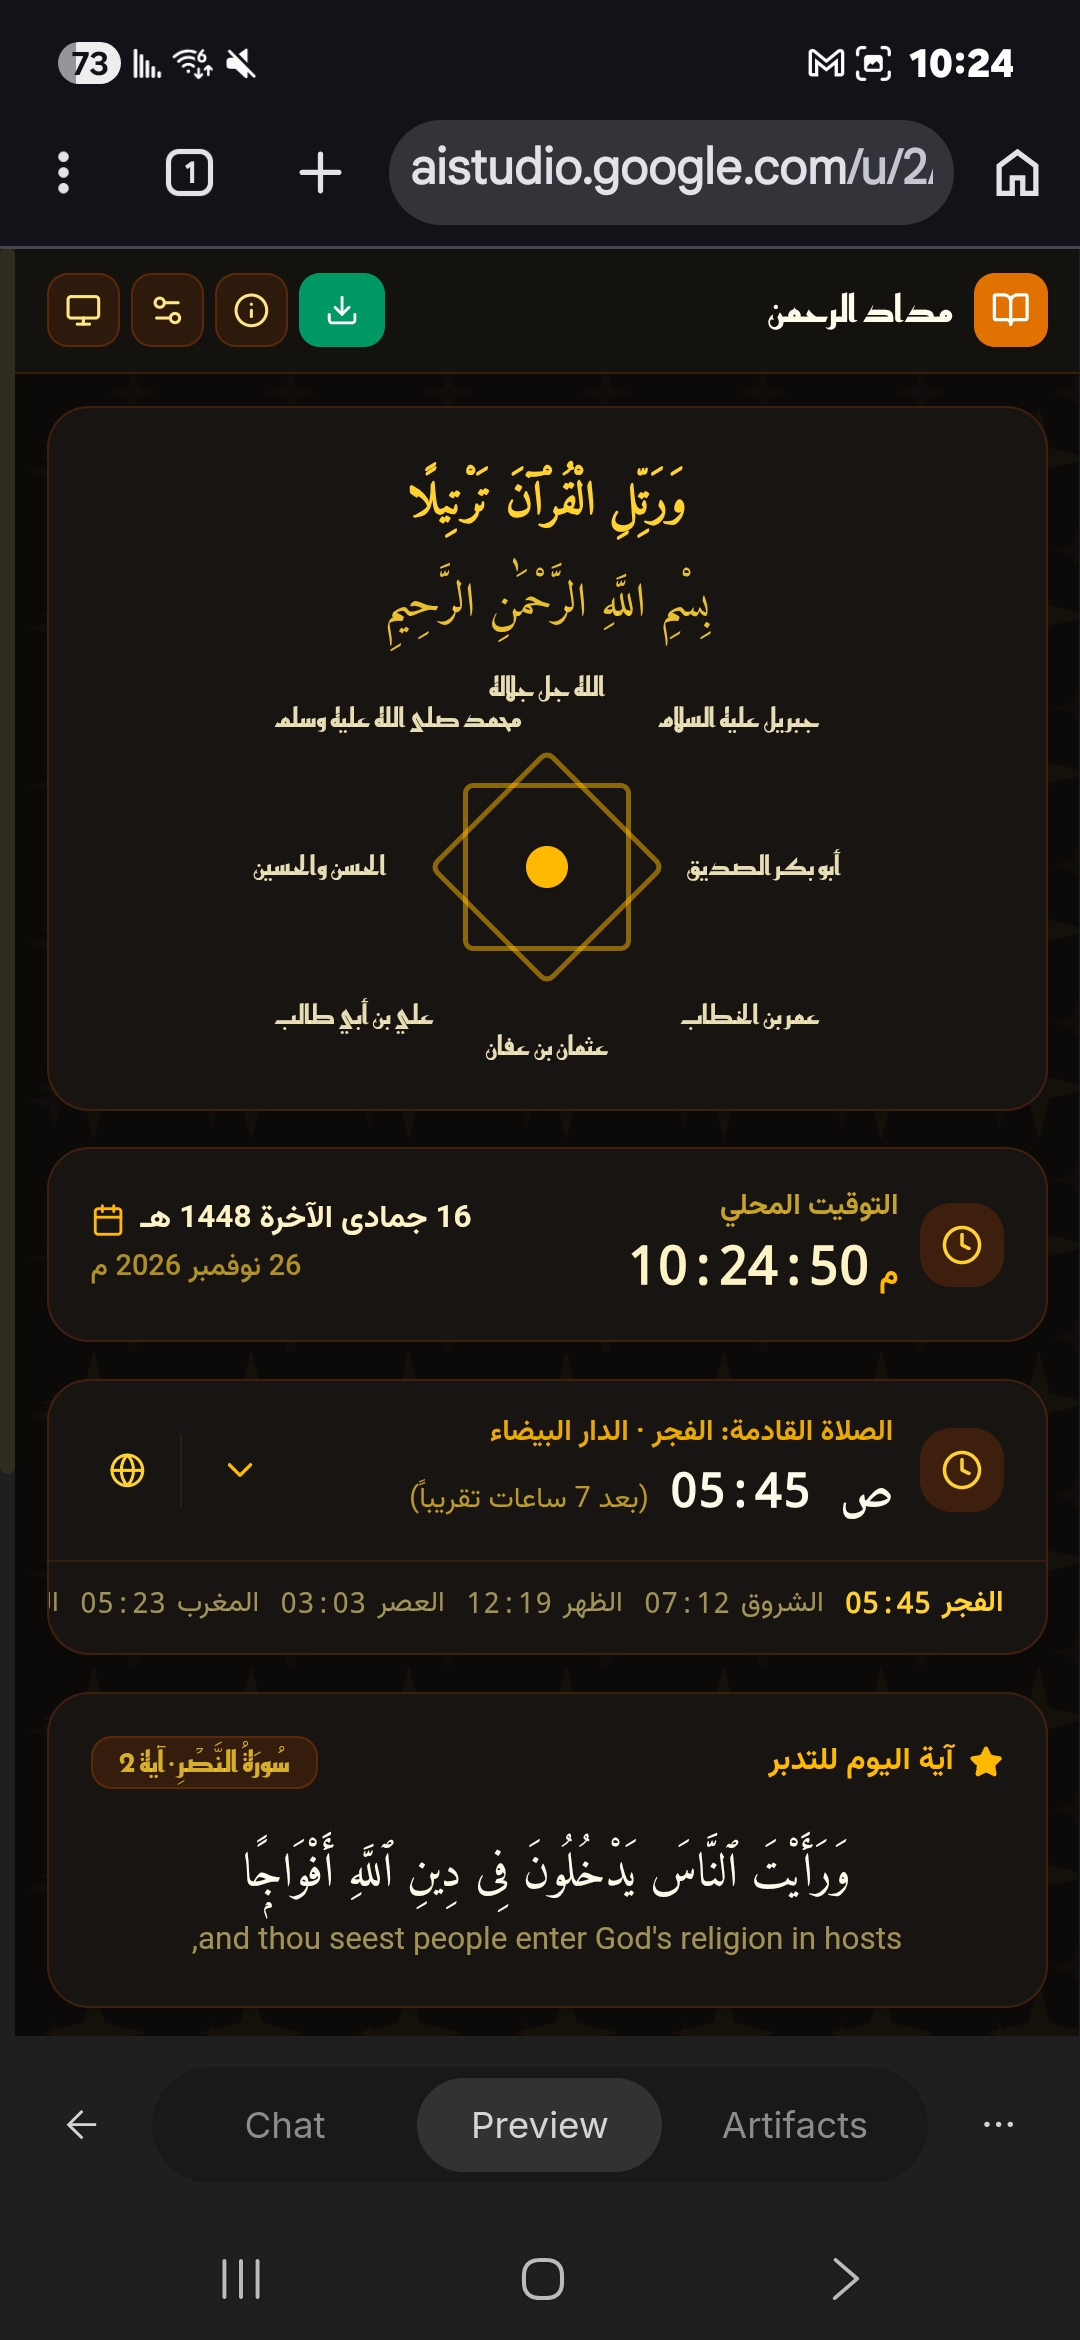 73
10:24
1
aistudio.google.com/u/2
مداد الرحمن
وَرَتِّلِ الْقُرْآنَ تَرْتِيلًا
بِسْمِ اللَّهِ الرَّحْمَٰنِ الرَّحِيمِ
الله جل جلاله
جبريل عليه السلام
محمد صلى الله عليه وسلم
أبو بكر الصديق
الحسن والحسين
عمر بن الخطاب
علي بن أبي طالب
عثمان بن عفان
التوقيت المحلي
10:24:50 م
16 جمادى الآخرة 1448 هـ
26 نوفمبر 2026 م
الصلاة القادمة: الفجر · الدار البيضاء
05:45 ص (بعد 7 ساعات تقريباً)
الفجر 05:45 الشروق 07:12 الظهر 12:19 العصر 03:03 المغرب 05:23
آية اليوم للتدبر
سُورَةُ النَّصۡرِ · آية 2
وَرَأَيْتَ ٱلنَّاسَ يَدْخُلُونَ فِى دِينِ ٱللَّهِ أَفْوَاجًۭا
and thou seest people enter God's religion in hosts,
Chat
Preview
Artifacts